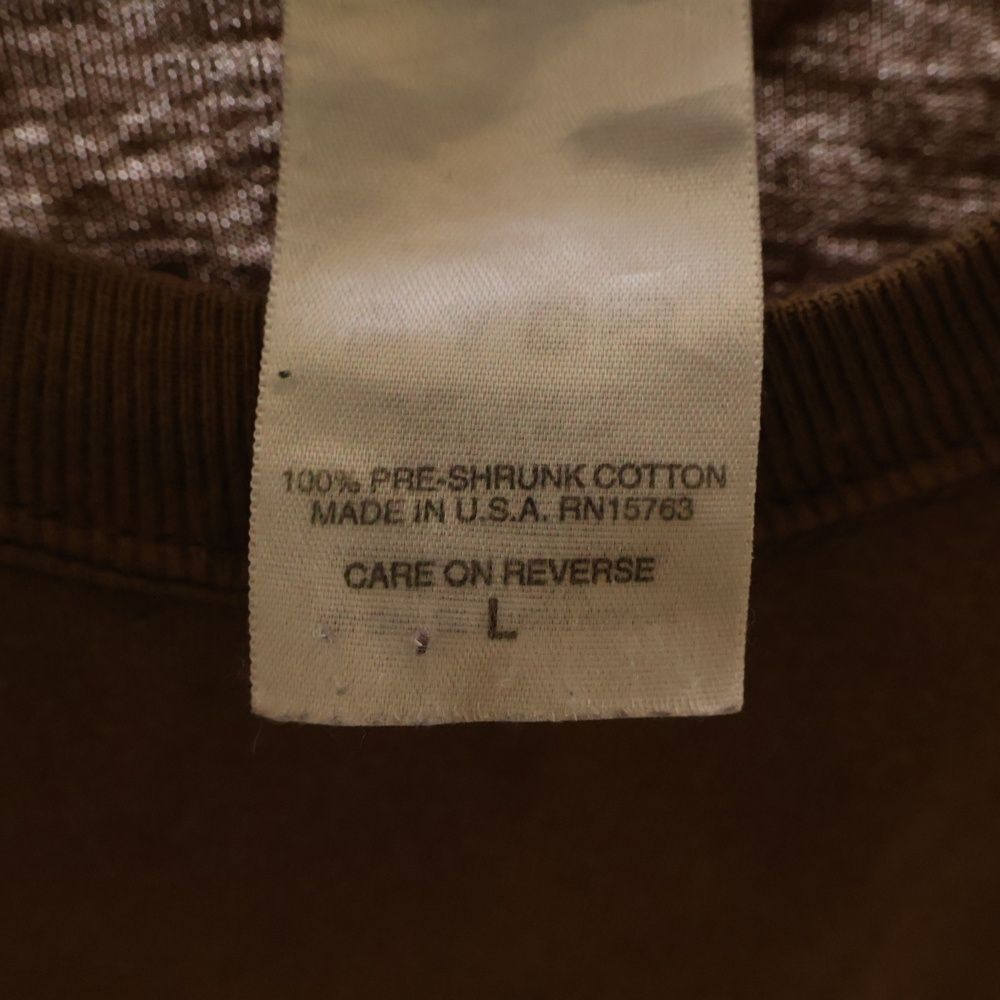 100% PRE-SHRUNK COTTON
MADE IN U.S.A. RN15763
CARE ON REVERSE
L